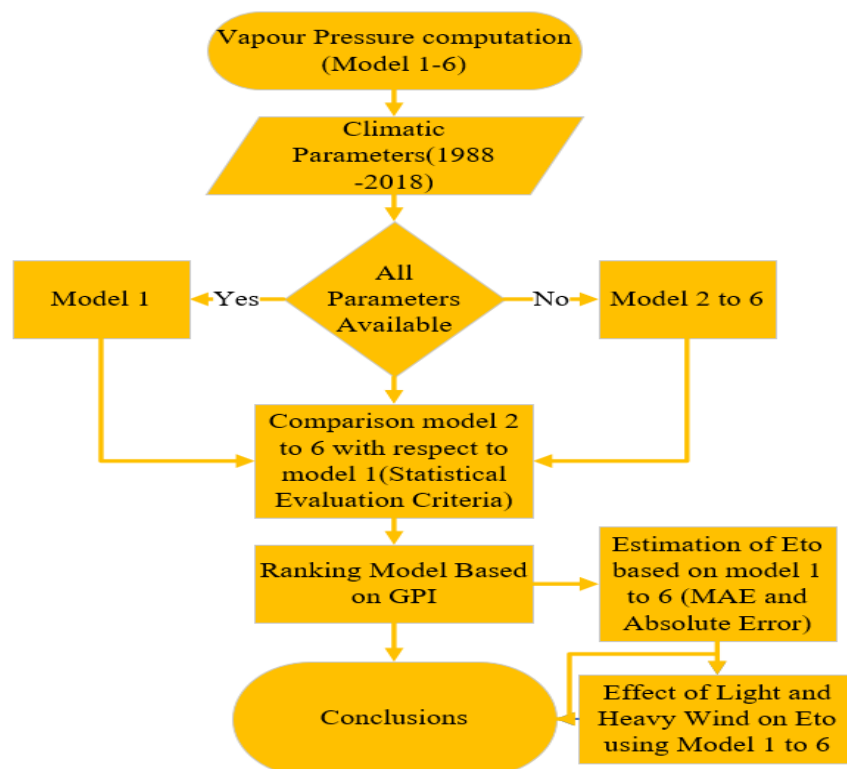 Vapour Pressure computation
(Model 1-6)
Climatic
Parameters(1988
-2018)
All
Parameters
Available
Yes
No
Model 1
Model 2 to 6
Comparison model 2
to 6 with respect to
model 1(Statistical
Evaluation Criteria)
Ranking Model Based
on GPI
Estimation of Eto
based on model 1
to 6 (MAE and
Absolute Error)
Conclusions
Effect of Light and
Heavy Wind on Eto
using Model 1 to 6